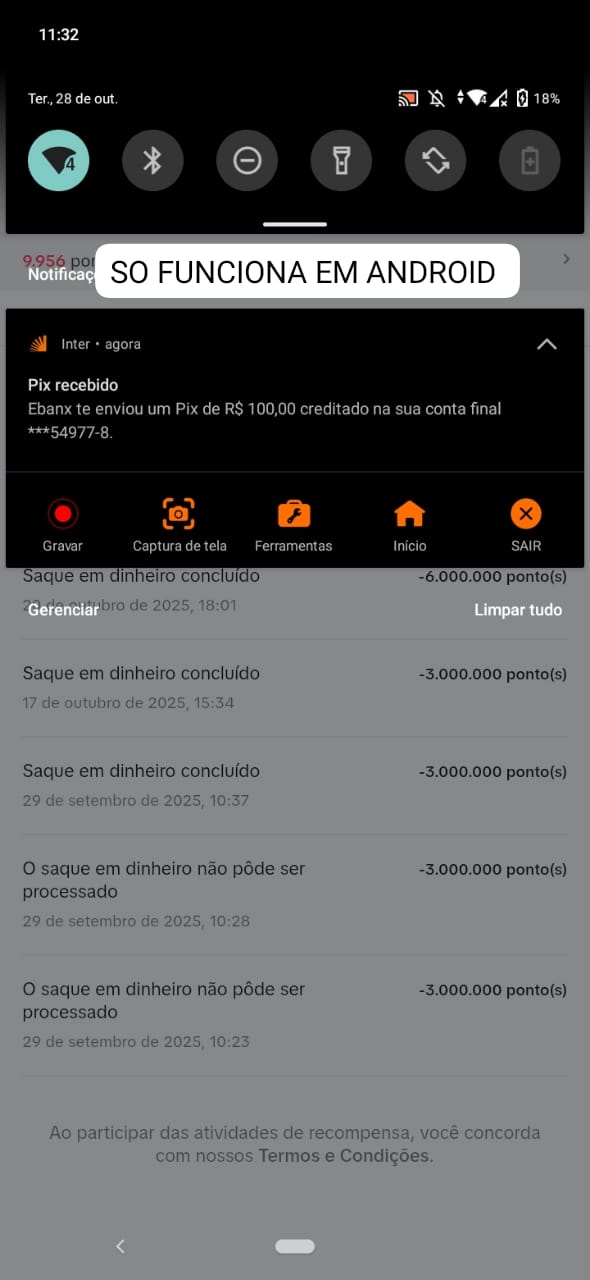 11:32
Ter., 28 de out.
4
18%
4
9.956
SO FUNCIONA EM ANDROID
Inter • agora
Pix recebido
Ebanx te enviou um Pix de R$ 100,00 creditado na sua conta final
***54977-8.
Gravar Captura de tela Ferramentas Início SAIR
Saque em dinheiro concluído -6.000.000 ponto(s)
outubro de 2025, 18:01
Gerenciar Limpar tudo
Saque em dinheiro concluído -3.000.000 ponto(s)
17 de outubro de 2025, 15:34
Saque em dinheiro concluído -3.000.000 ponto(s)
29 de setembro de 2025, 10:37
O saque em dinheiro não pôde ser -3.000.000 ponto(s)
processado
29 de setembro de 2025, 10:28
O saque em dinheiro não pôde ser -3.000.000 ponto(s)
processado
29 de setembro de 2025, 10:23
Ao participar das atividades de recompensa, você concorda
com nossos Termos e Condições.